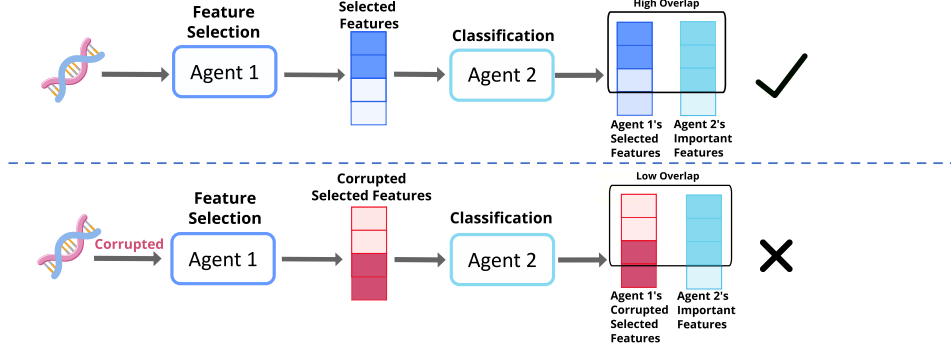 Feature
Selection
Agent 1
Selected
Features
Classification
Agent 2
High Overlap
Agent 1's
Selected
Features
Agent 2's
Important
Features
Corrupted
Feature
Selection
Agent 1
Corrupted
Selected Features
Classification
Agent 2
Low Overlap
Agent 1's
Corrupted
Selected
Features
Agent 2's
Important
Features